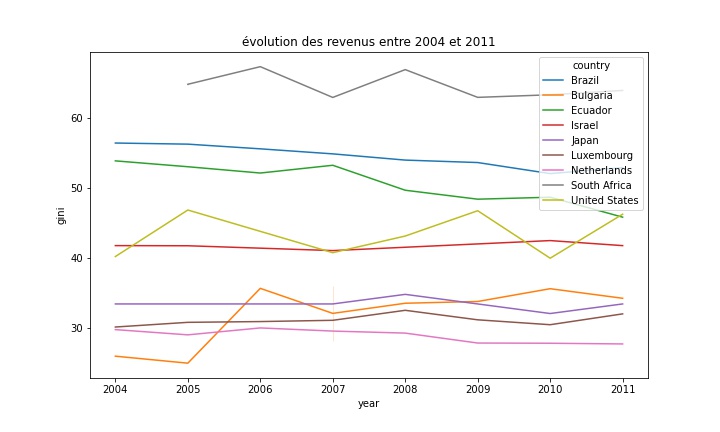 évolution des revenus entre 2004 et 2011
country
Brazil
Bulgaria
Ecuador
Israel
Japan
Luxembourg
Netherlands
South Africa
United States
60
50
40
30
gini
2004 2005 2006 2007 2008 2009 2010 2011
year